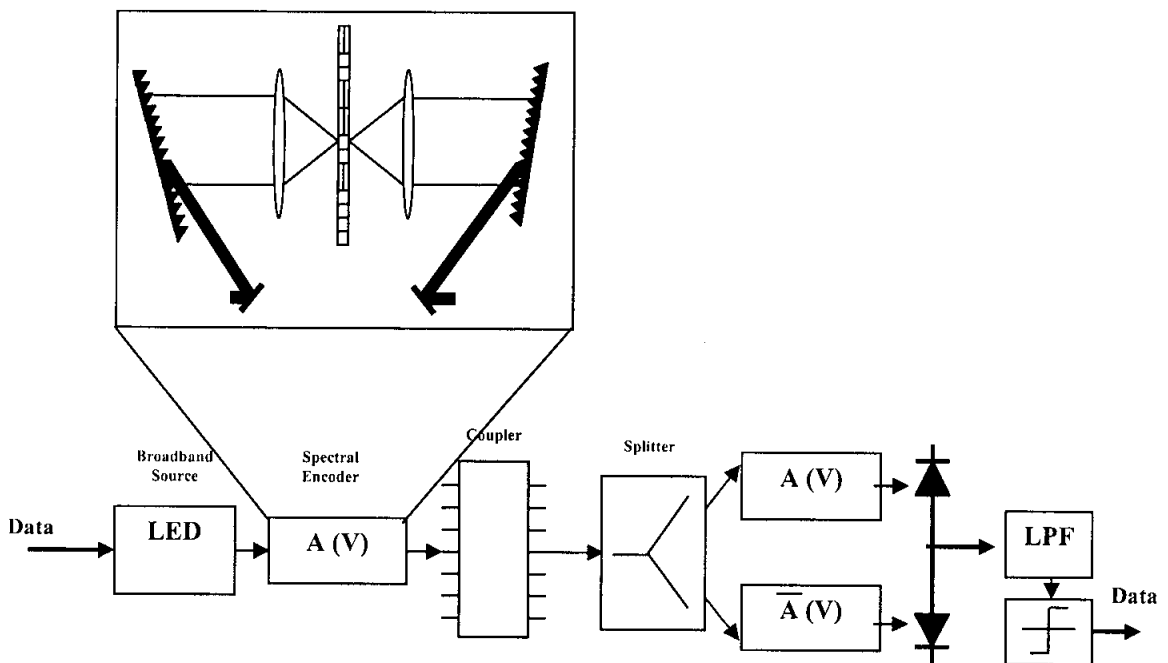 Broadband
Source
Spectral
Encoder
Coupler
Splitter
Data
LED
A (V)
A (V)
A̅ (V)
LPF
Data